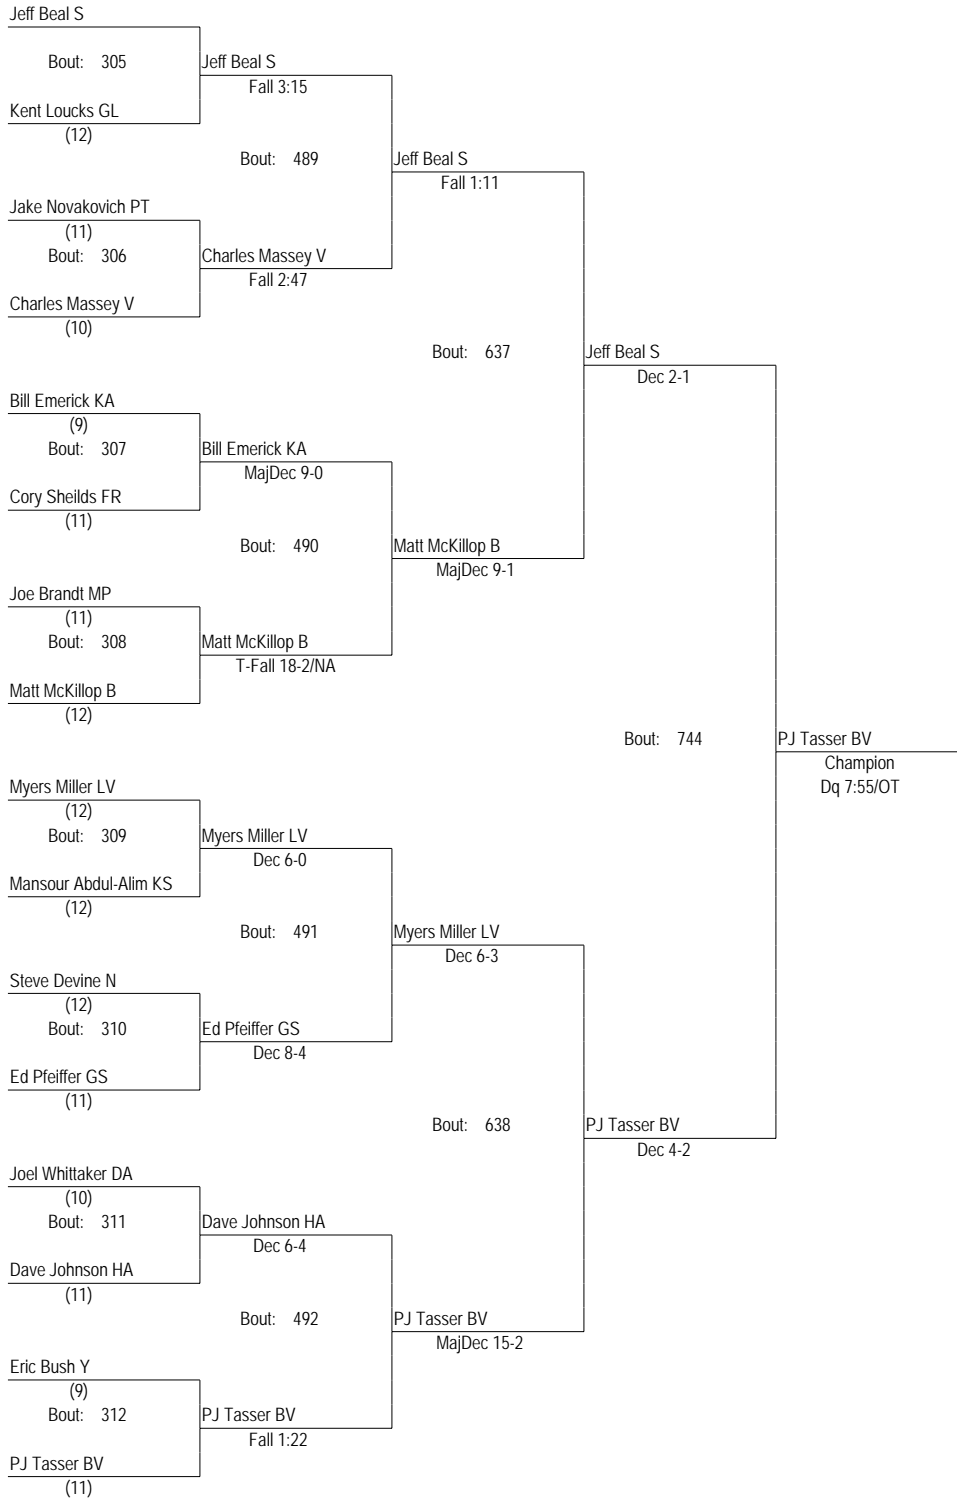 Jeff Beal S
Bout: 305
Jeff Beal S
Fall 3:15
Kent Loucks GL
(12)
Bout: 489
Jeff Beal S
Fall 1:11
Jake Novakovich PT
(11)
Bout: 306
Charles Massey V
Fall 2:47
Charles Massey V
(10)
Bout: 637
Jeff Beal S
Dec 2-1
Bill Emerick KA
(9)
Bout: 307
Bill Emerick KA
MajDec 9-0
Cory Sheilds FR
(11)
Bout: 490
Matt McKillop B
MajDec 9-1
Joe Brandt MP
(11)
Bout: 308
Matt McKillop B
T-Fall 18-2/NA
Matt McKillop B
(12)
Bout: 744
PJ Tasser BV
Champion
Dq 7:55/OT
Myers Miller LV
(12)
Bout: 309
Myers Miller LV
Dec 6-0
Mansour Abdul-Alim KS
(12)
Bout: 491
Myers Miller LV
Dec 6-3
Steve Devine N
(12)
Bout: 310
Ed Pfeiffer GS
Dec 8-4
Ed Pfeiffer GS
(11)
Bout: 638
PJ Tasser BV
Dec 4-2
Joel Whittaker DA
(10)
Bout: 311
Dave Johnson HA
Dec 6-4
Dave Johnson HA
(11)
Bout: 492
PJ Tasser BV
MajDec 15-2
Eric Bush Y
(9)
Bout: 312
PJ Tasser BV
Fall 1:22
PJ Tasser BV
(11)